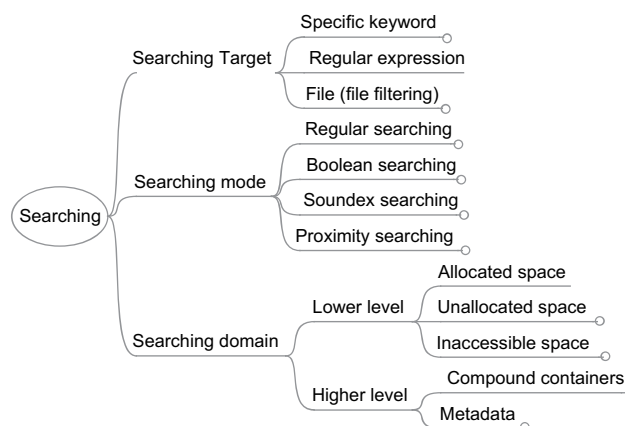 Specific keyword
Searching Target
Regular expression
File (file filtering)
Regular searching
Boolean searching
Searching mode
Soundex searching
Searching
Proximity searching
Allocated space
Lower level
Unallocated space
Searching domain
Inaccessible space
Compound containers
Higher level
Metadata